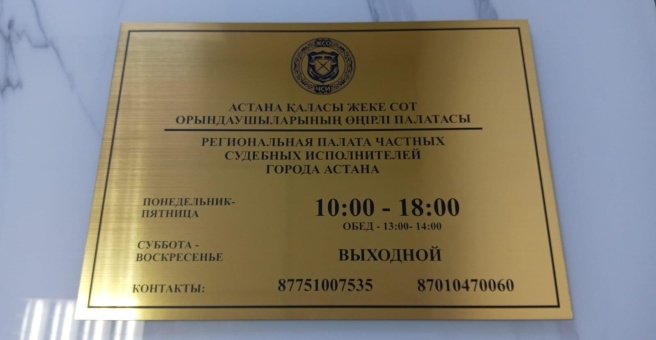 АСТАНА ҚАЛАСЫ ЖЕКЕ СОТ
ОРЫНДАУШЫЛАРЫНЫҢ ӨҢІРЛІ ПАЛАТАСЫ
РЕГИОНАЛЬНАЯ ПАЛАТА ЧАСТНЫХ
СУДЕБНЫХ ИСПОЛНИТЕЛЕЙ
ГОРОДА АСТАНА
ПОНЕДЕЛЬНИК-
ПЯТНИЦА
10:00 - 18:00
ОБЕД - 13:00- 14:00
СУББОТА -
ВОСКРЕСЕНЬЕ
ВЫХОДНОЙ
КОНТАКТЫ: 87751007535 87010470060